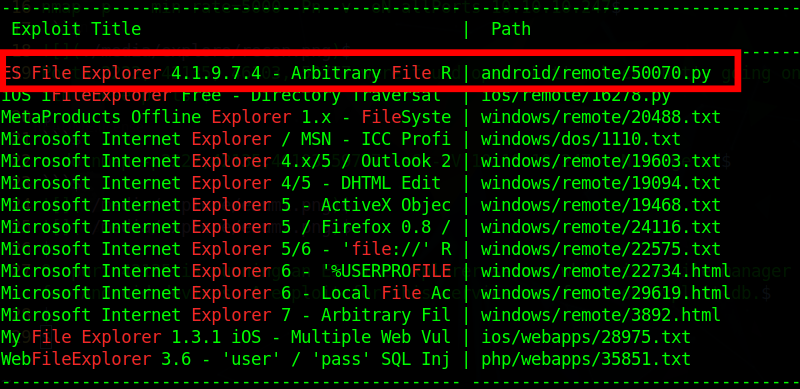 Exploit Title | Path
ES File Explorer 4.1.9.7.4 - Arbitrary File R | android/remote/50070.py
iOS iFileExplorer Free - Directory Traversal | ios/remote/16278.py
MetaProducts Offline Explorer 1.x - FileSyste | windows/remote/20488.txt
Microsoft Internet Explorer / MSN - ICC Profi | windows/dos/1110.txt
Microsoft Internet Explorer 4.x/5 / Outlook 2 | windows/remote/19603.txt
Microsoft Internet Explorer 4/5 - DHTML Edit | windows/remote/19094.txt
Microsoft Internet Explorer 5 - ActiveX Objec | windows/remote/19468.txt
Microsoft Internet Explorer 5 / Firefox 0.8 / | windows/remote/24116.txt
Microsoft Internet Explorer 5/6 - 'file://' R | windows/remote/22575.txt
Microsoft Internet Explorer 6 - '%USERPROFILE | windows/remote/22734.html
Microsoft Internet Explorer 6 - Local File Ac | windows/remote/29619.html
Microsoft Internet Explorer 7 - Arbitrary Fil | windows/remote/3892.html
My File Explorer 1.3.1 iOS - Multiple Web Vul | ios/webapps/28975.txt
WebFileExplorer 3.6 - 'user' / 'pass' SQL Inj | php/webapps/35851.txt